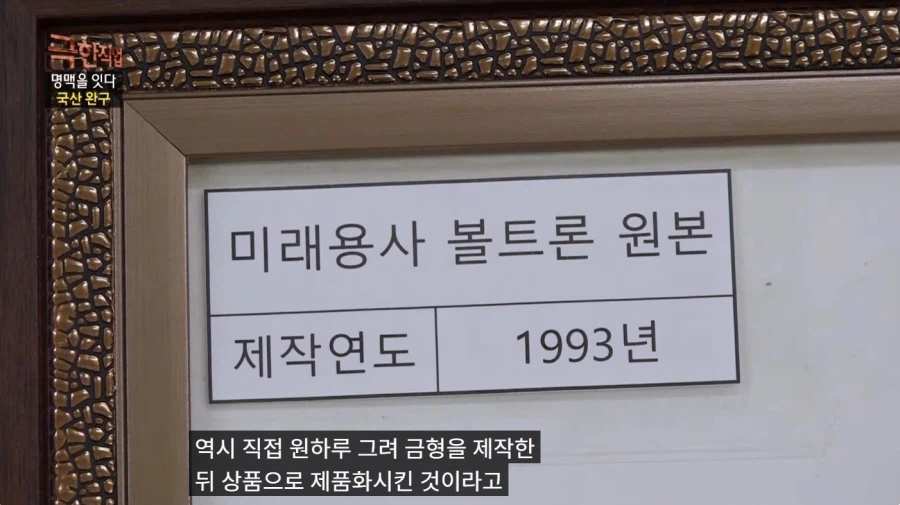 극한직업
명맥을 잇다
국산 완구
미래용사 볼트론 원본
제작연도 1993년
역시 직접 원하루 그려 금형을 제작한
뒤 상품으로 제품화시킨 것이라고